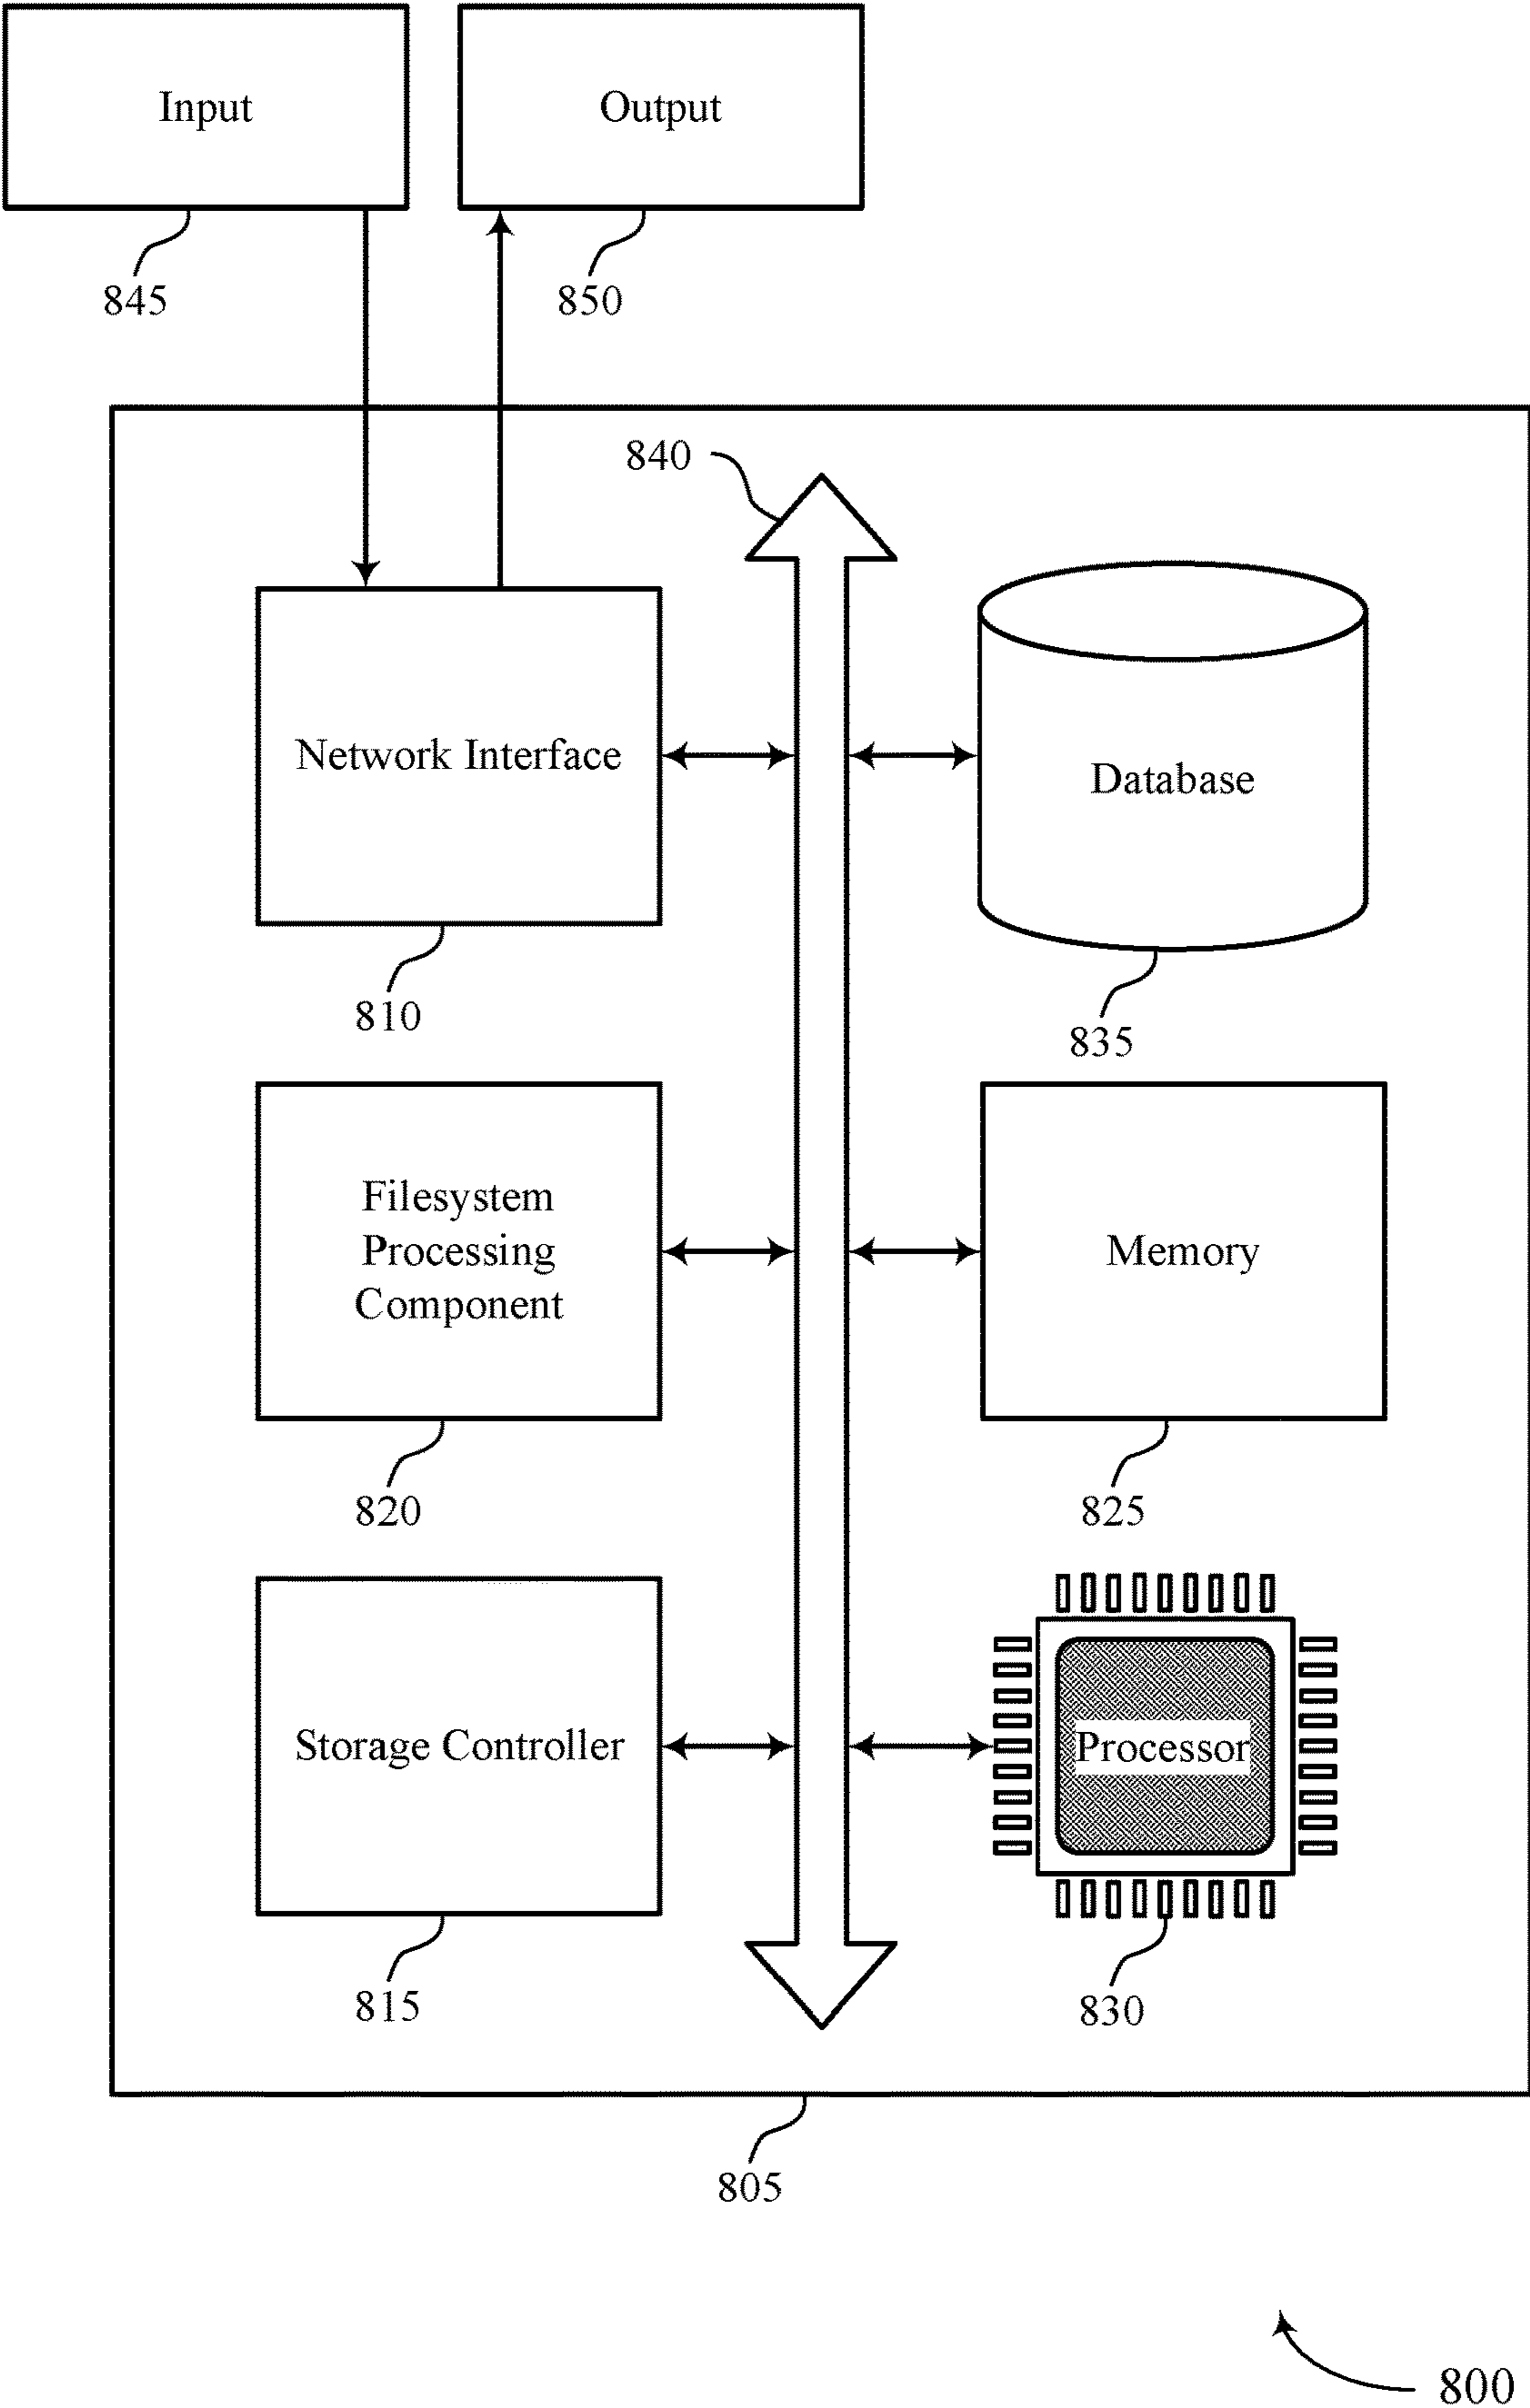 Input
Output
845
850
840
Network Interface
Database
810
835
Filesystem
Processing
Component
Memory
820
825
Storage Controller
Processor
815
830
805
800